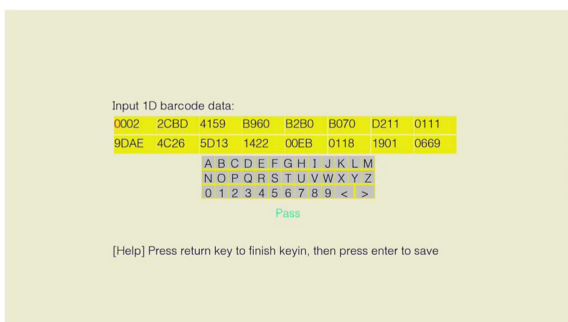 Input 1D barcode data:
0002 2CBD 4159 B960 B2B0 B070 D211 0111
9DAE 4C26 5D13 1422 00EB 0118 1901 0669
A B C D E F G H I J K L M
N O P Q R S T U V W X Y Z
0 1 2 3 4 5 6 7 8 9 < >
Pass
[Help] Press return key to finish keyin, then press enter to save